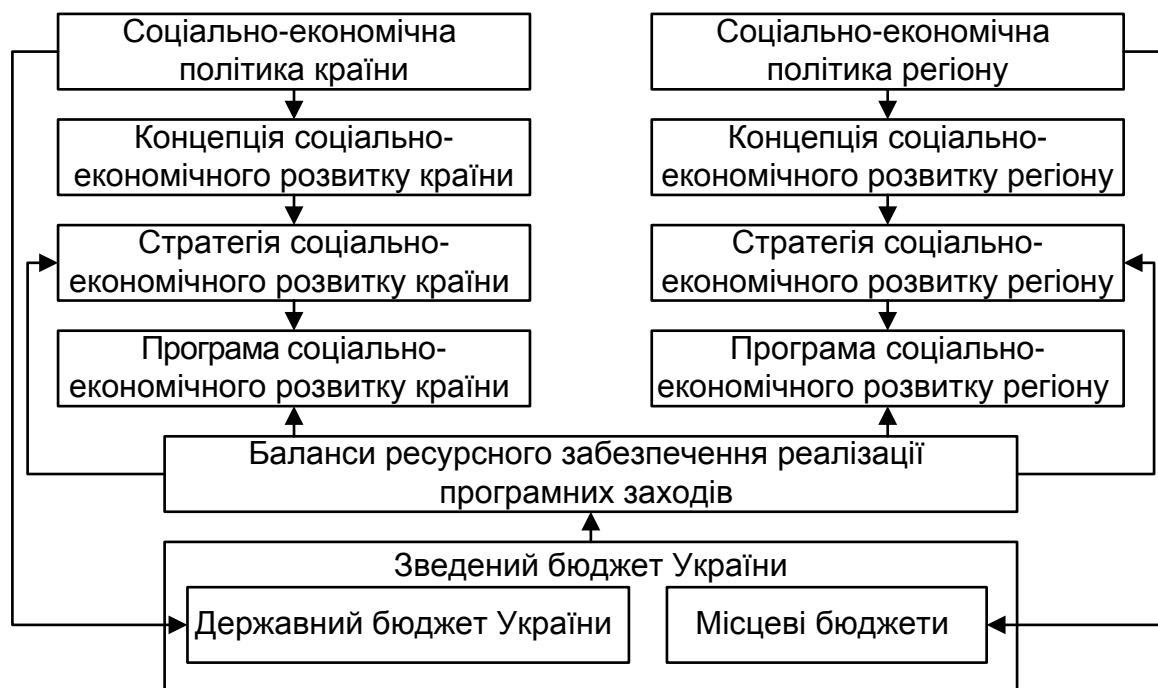 Соціально-економічна
політика країни
Соціально-економічна
політика регіону
Концепція соціально-
економічного розвитку країни
Концепція соціально-
економічного розвитку регіону
Стратегія соціально-
економічного розвитку країни
Стратегія соціально-
економічного розвитку регіону
Програма соціально-
економічного розвитку країни
Програма соціально-
економічного розвитку регіону
Баланси ресурсного забезпечення реалізації
програмних заходів
Зведений бюджет України
Державний бюджет України
Місцеві бюджети